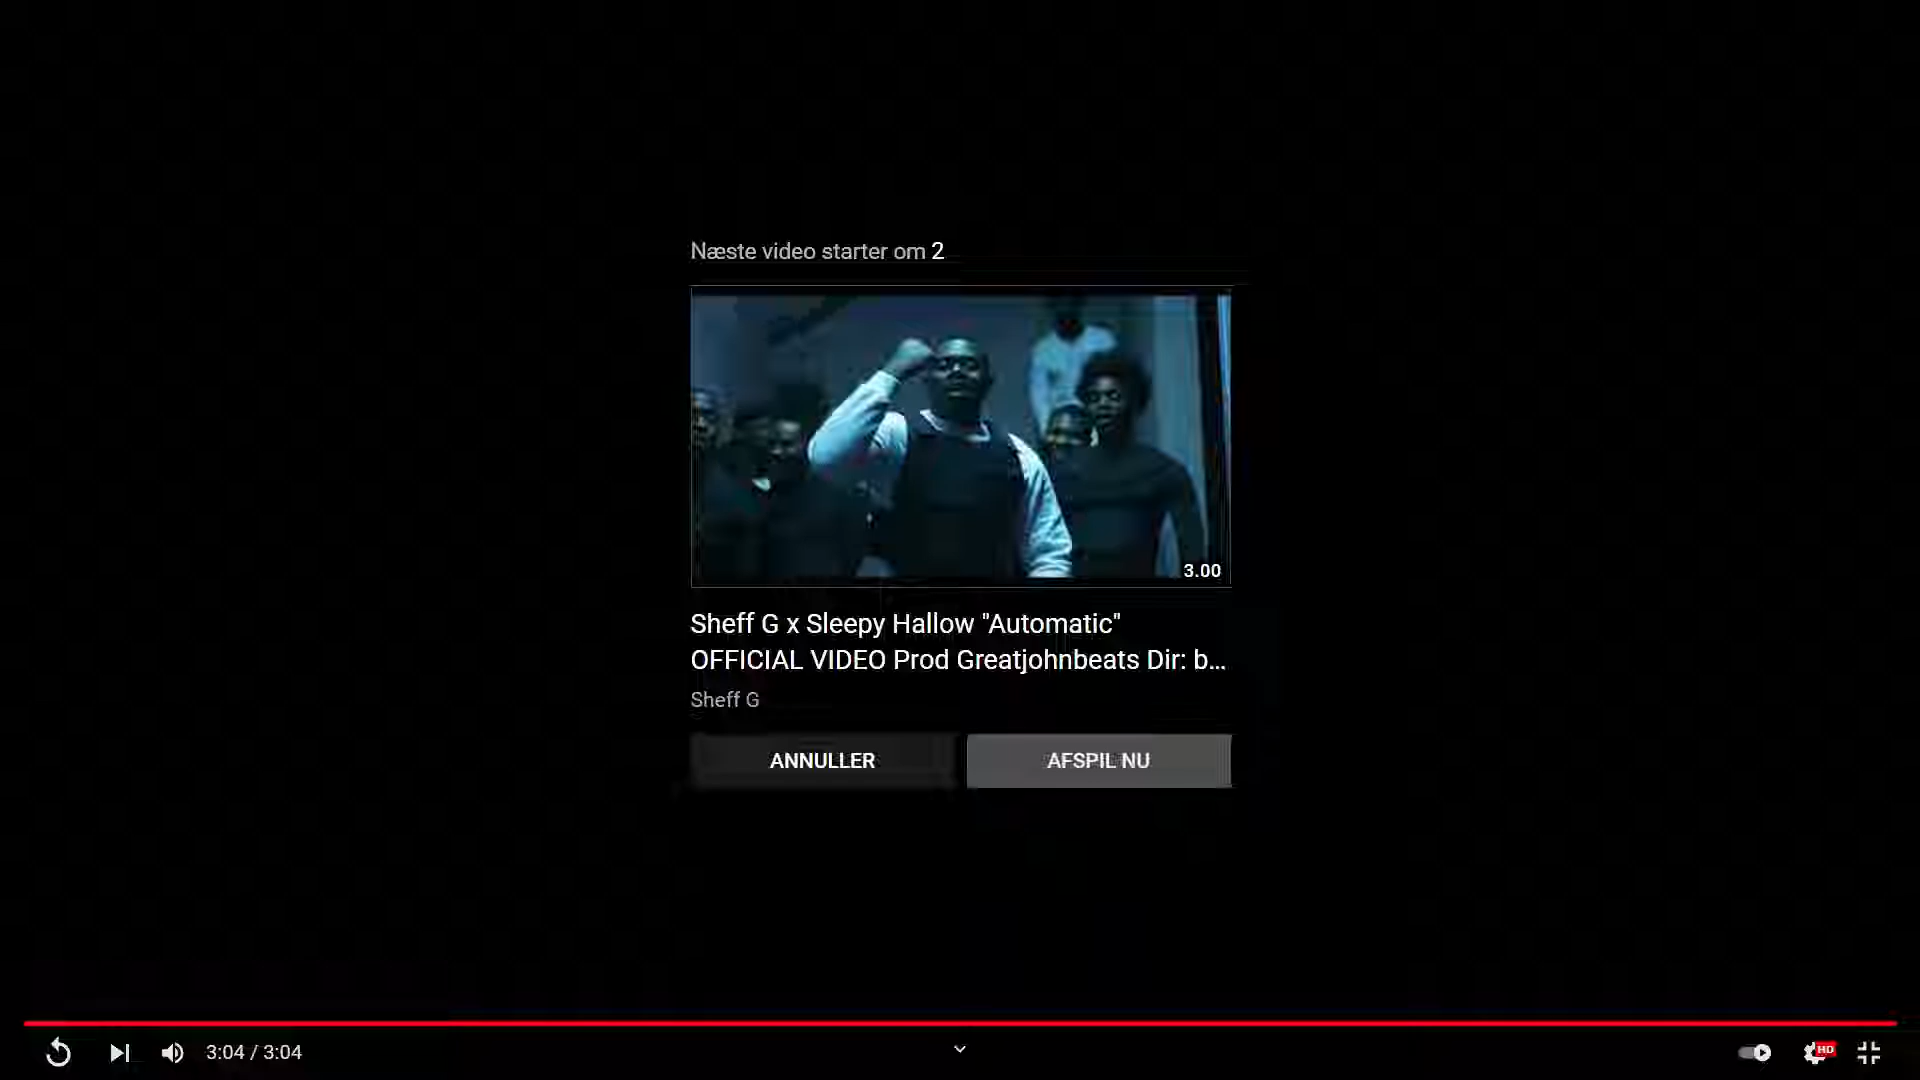 Næste video starter om 2
3.00
Sheff G x Sleepy Hallow "Automatic"
OFFICIAL VIDEO Prod Greatjohnbeats Dir: b...
Sheff G
ANNULLER
AFSPIL NU
3:04 / 3:04
HD